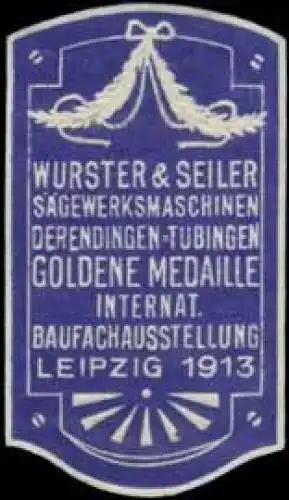 WURSTER & SEILER
SÄGEWERKSMASCHINEN
DERENDINGEN-TÜBINGEN
GOLDENE MEDAILLE
INTERNAT.
BAUFACHAUSSTELLUNG
LEIPZIG 1913